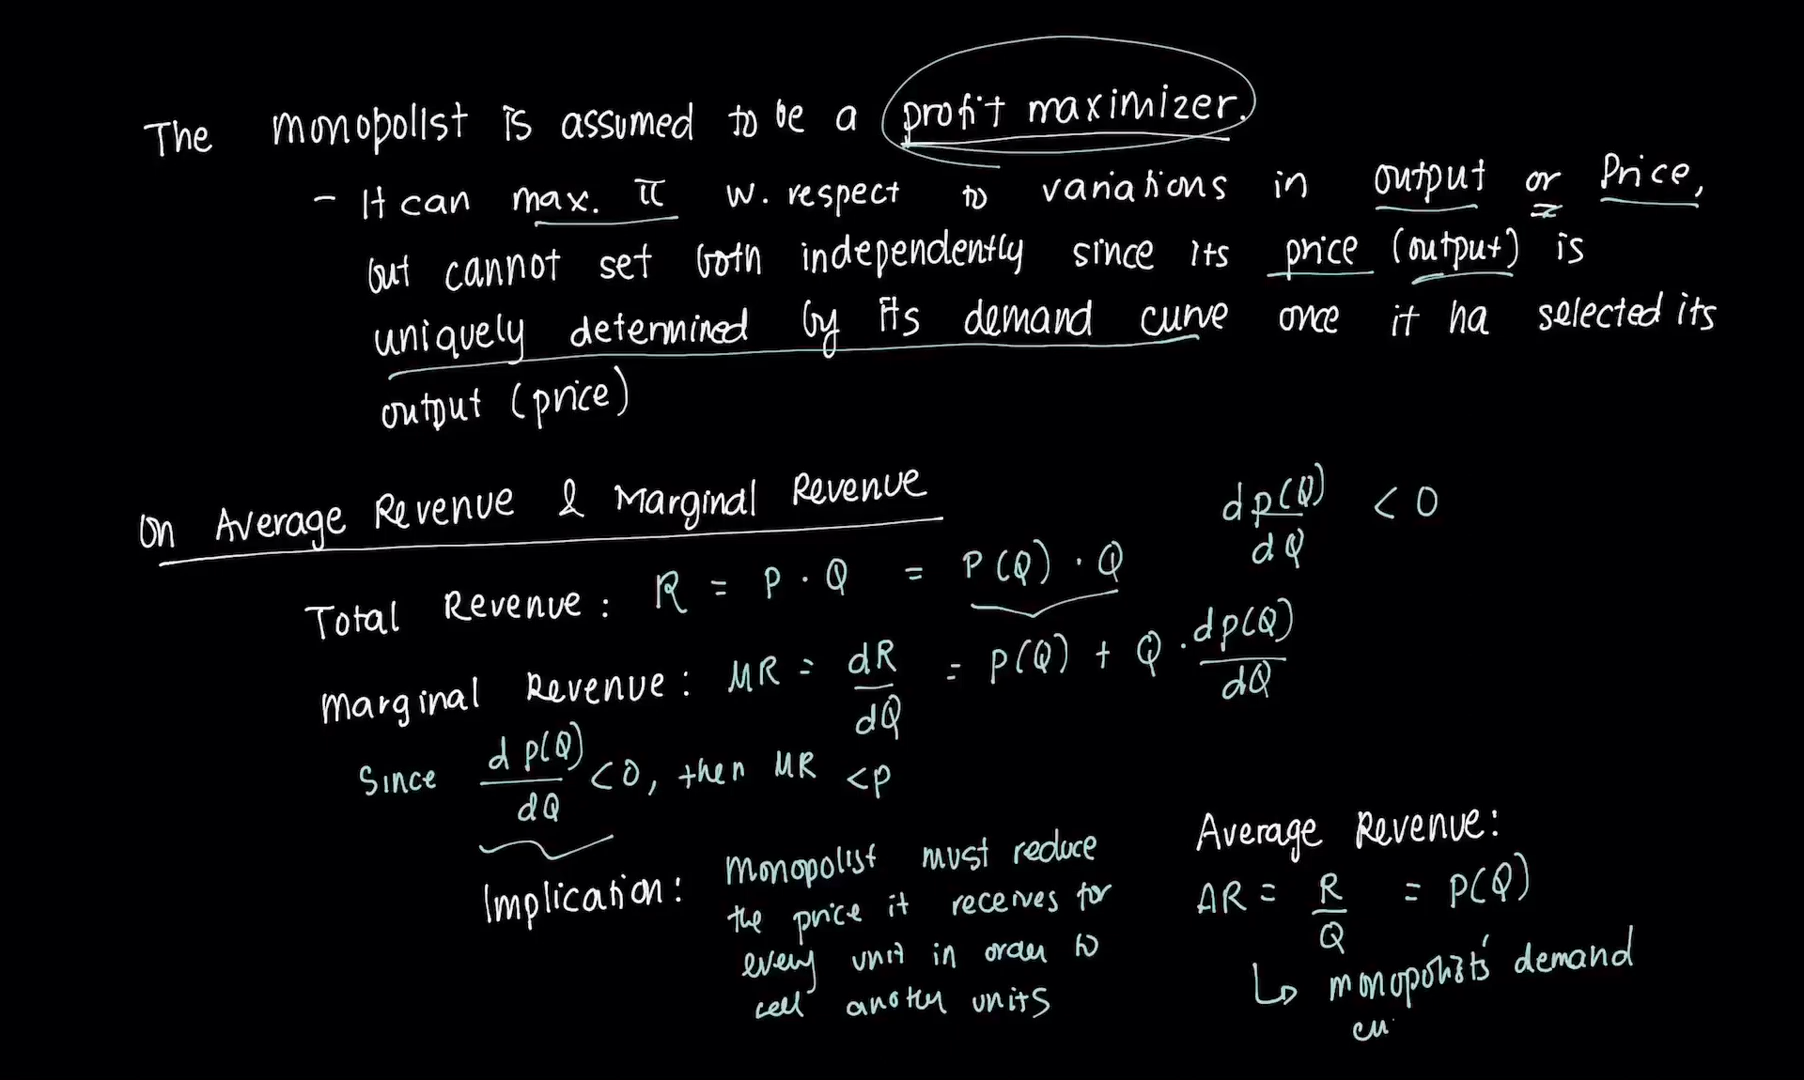 The monopolist is assumed to be a profit maximizer.
- It can max. π w. respect to variations in output or Price,
but cannot set both independently since its price (output) is
uniquely determined by its demand curve once it ha selected its
output (price)
On Average Revenue & Marginal Revenue
dp(Q)/dQ < 0
Total Revenue: R = P · Q = P(Q) · Q
Marginal Revenue: MR = dR/dQ = P(Q) + Q · dp(Q)/dQ
Since dp(Q)/dQ < 0, then MR < P
Implication: Monopolist must reduce
the price it receives for
every unit in order to
cell another units
Average Revenue:
AR = R/Q = P(Q)
↳ monopolists' demand
cu